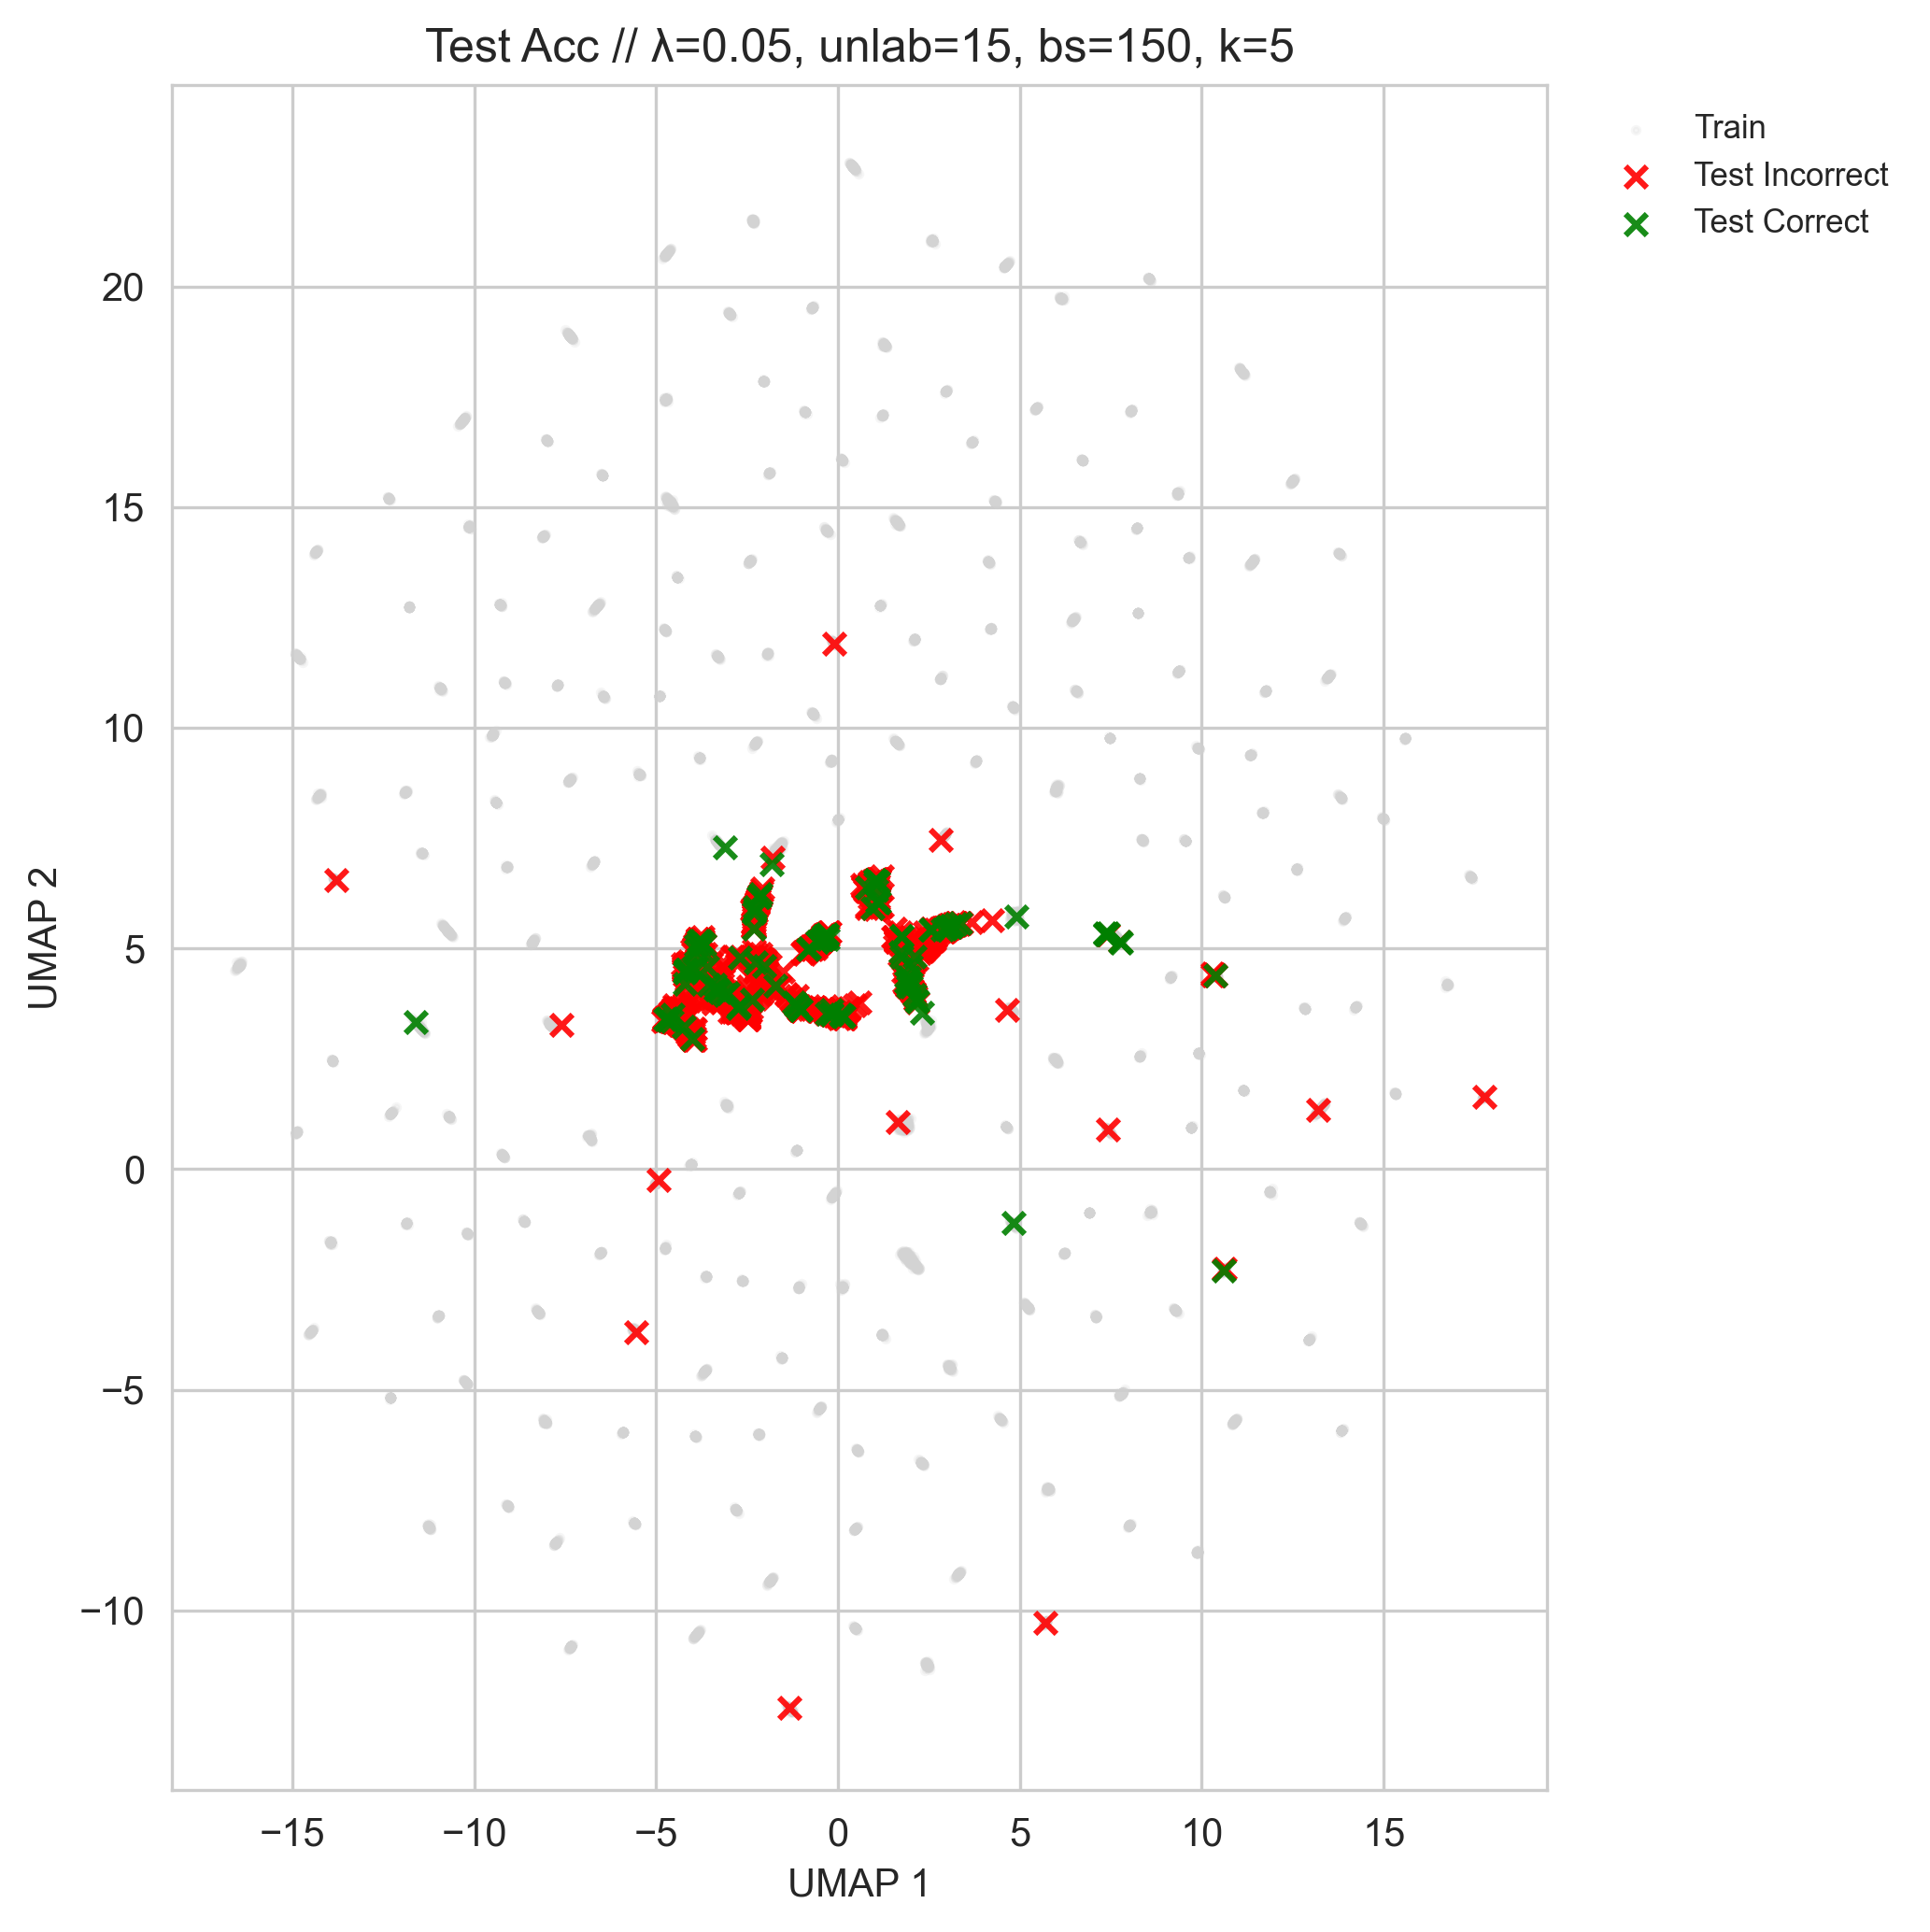 Test Acc // λ=0.05, unlab=15, bs=150, k=5
Train
Test Incorrect
Test Correct
20
15
10
5
0
−5
−10
UMAP 2
−15
−10
−5
0
5
10
15
UMAP 1